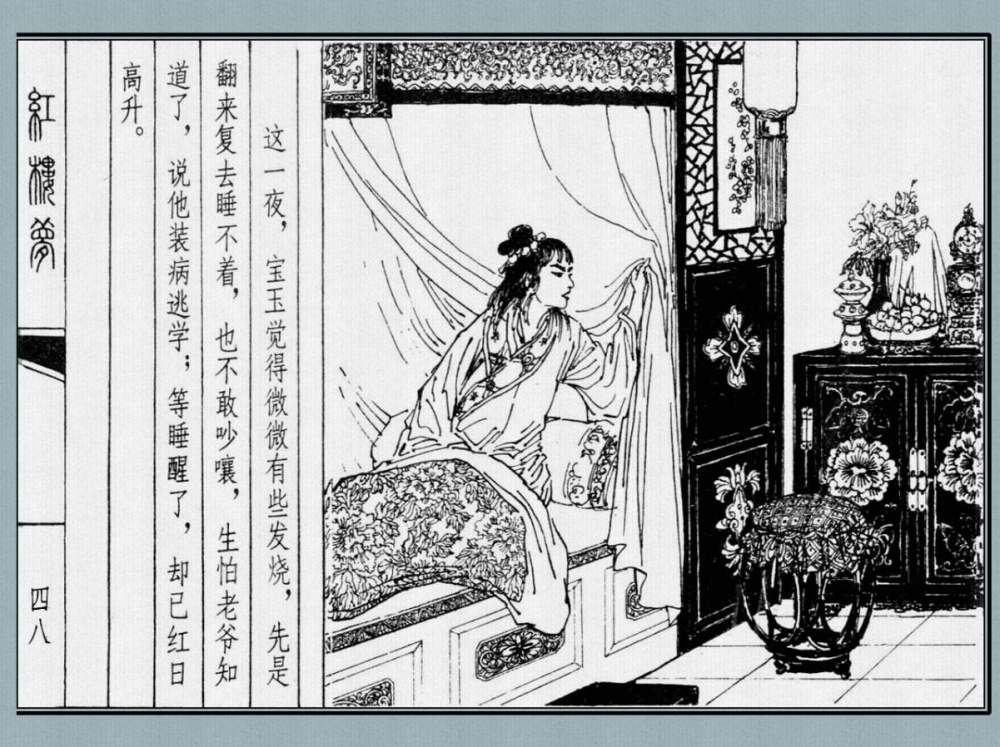 这一夜，宝玉觉得微微有些发烧，先是
翻来复去睡不着，也不敢吵嚷，生怕老爷知
道了，说他装病逃学；等睡醒了，却已红日
高升。
紅樓夢
四八